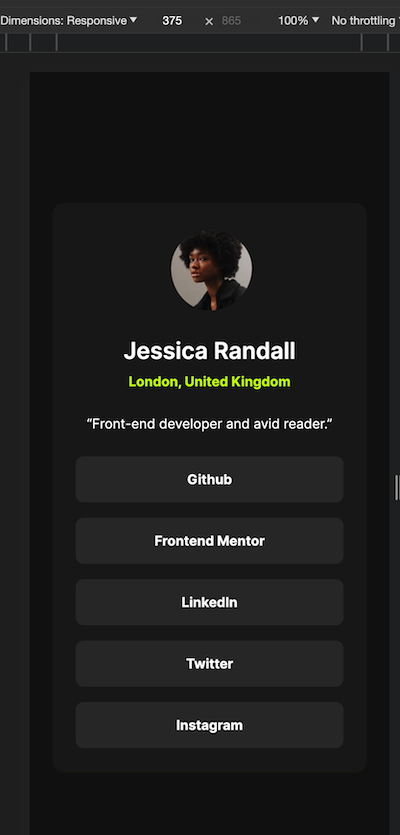 Dimensions: Responsive ▼ 375 × 865 100% ▼ No throttling
Jessica Randall
London, United Kingdom
“Front-end developer and avid reader.”
Github
Frontend Mentor
LinkedIn
Twitter
Instagram